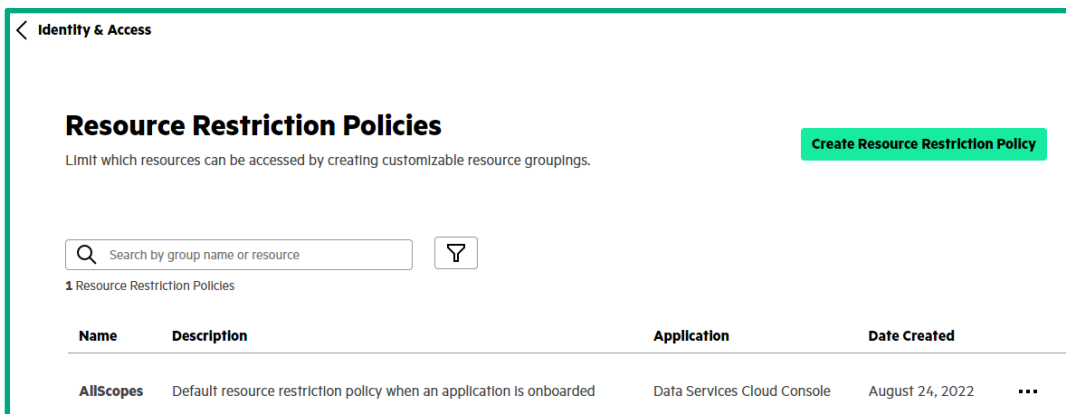 Identity & Access
Resource Restriction Policies
Limit which resources can be accessed by creating customizable resource groupings.
Create Resource Restriction Policy
Search by group name or resource
1 Resource Restriction Policies
Name Description Application Date Created
AllScopes Default resource restriction policy when an application is onboarded Data Services Cloud Console August 24, 2022